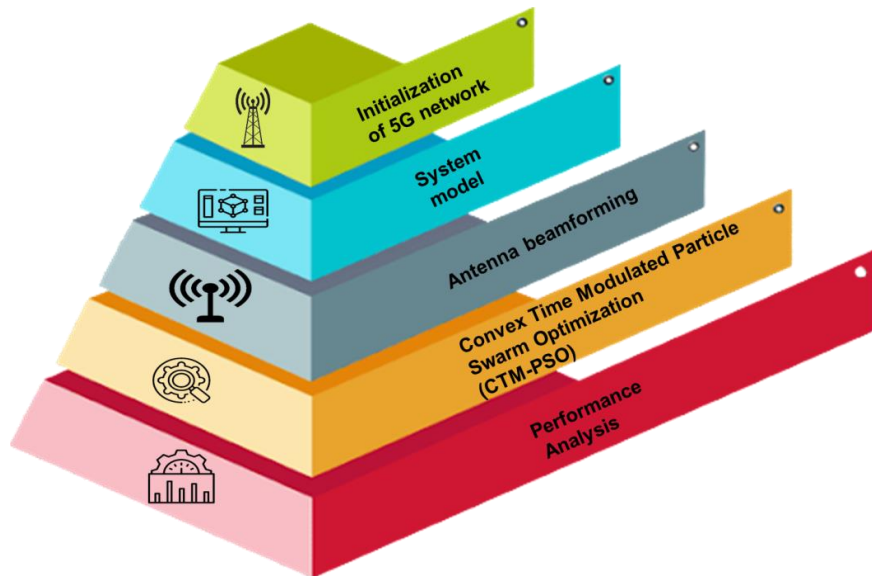 Initialization
of 5G network
System
model
Antenna beamforming
Convex Time Modulated Particle
Swarm Optimization
(CTM-PSO)
Performance
Analysis